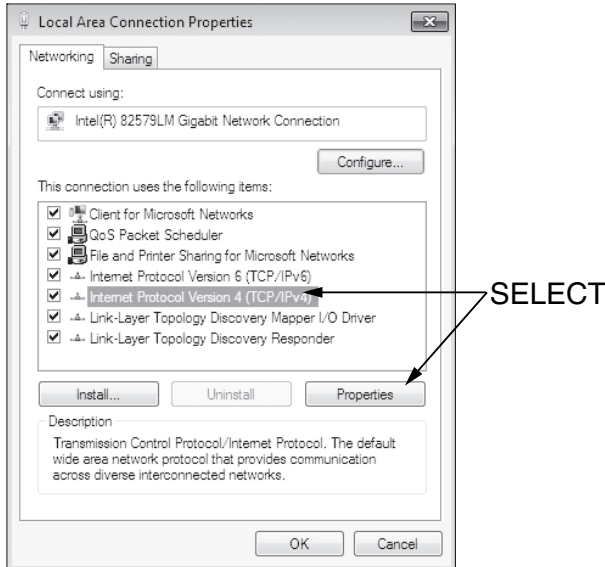 Local Area Connection Properties
Networking
Sharing
Connect using:
Intel(R) 82579LM Gigabit Network Connection
Configure...
This connection uses the following items:
Client for Microsoft Networks
QoS Packet Scheduler
File and Printer Sharing for Microsoft Networks
Internet Protocol Version 6 (TCP/IPv6)
Internet Protocol Version 4 (TCP/IPv4)
SELECT
Link-Layer Topology Discovery Mapper I/O Driver
Link-Layer Topology Discovery Responder
Install...
Uninstall
Properties
Description
Transmission Control Protocol/Internet Protocol. The default
wide area network protocol that provides communication
across diverse interconnected networks.
OK
Cancel